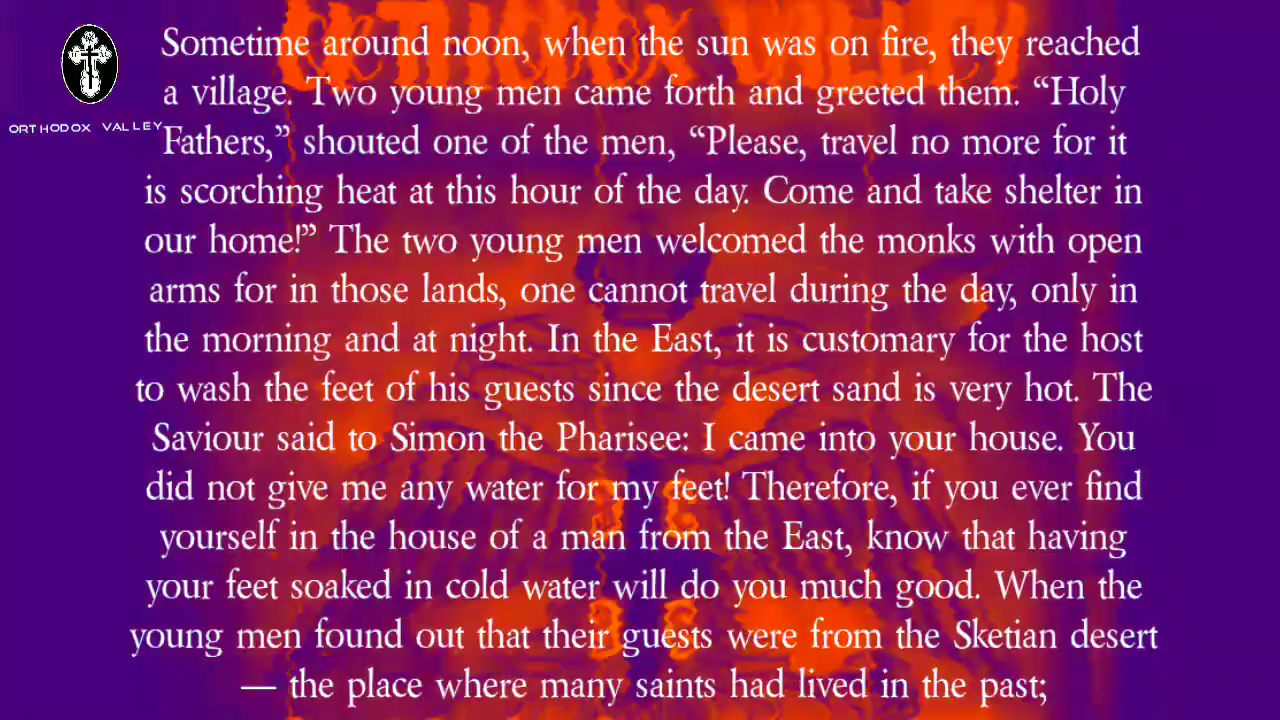 ORTHODOX VALLEY
Sometime around noon, when the sun was on fire, they reached
a village. Two young men came forth and greeted them. “Holy
Fathers,” shouted one of the men, “Please, travel no more for it
is scorching heat at this hour of the day. Come and take shelter in
our home!” The two young men welcomed the monks with open
arms for in those lands, one cannot travel during the day, only in
the morning and at night. In the East, it is customary for the host
to wash the feet of his guests since the desert sand is very hot. The
Saviour said to Simon the Pharisee: I came into your house. You
did not give me any water for my feet! Therefore, if you ever find
yourself in the house of a man from the East, know that having
your feet soaked in cold water will do you much good. When the
young men found out that their guests were from the Sketian desert
— the place where many saints had lived in the past;